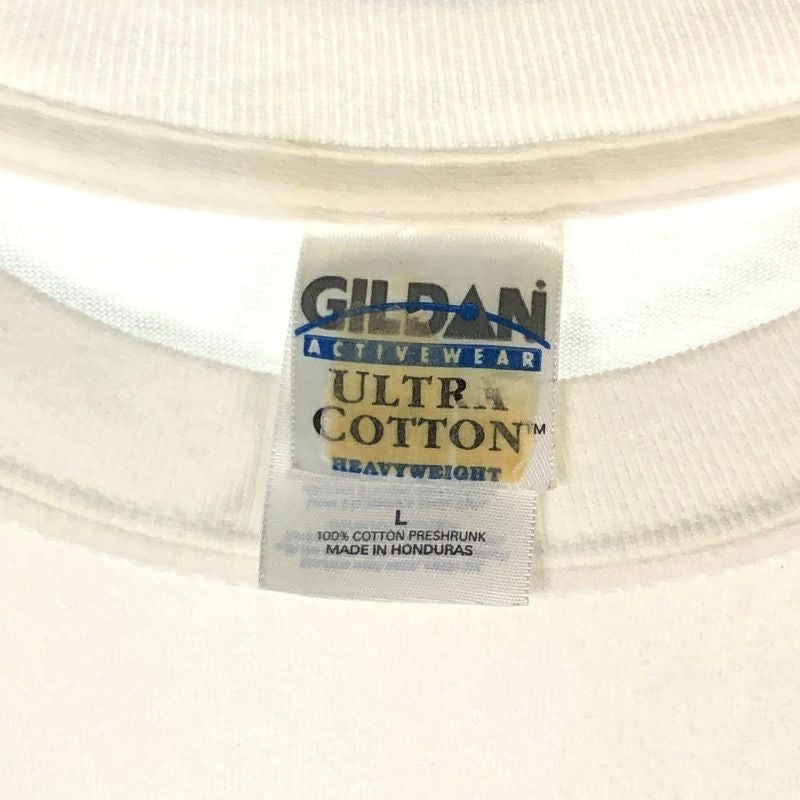 GILDAN
ACTIVEWEAR
ULTRA
COTTON™
HEAVYWEIGHT
L
100% COTTON PRESHRUNK
MADE IN HONDURAS